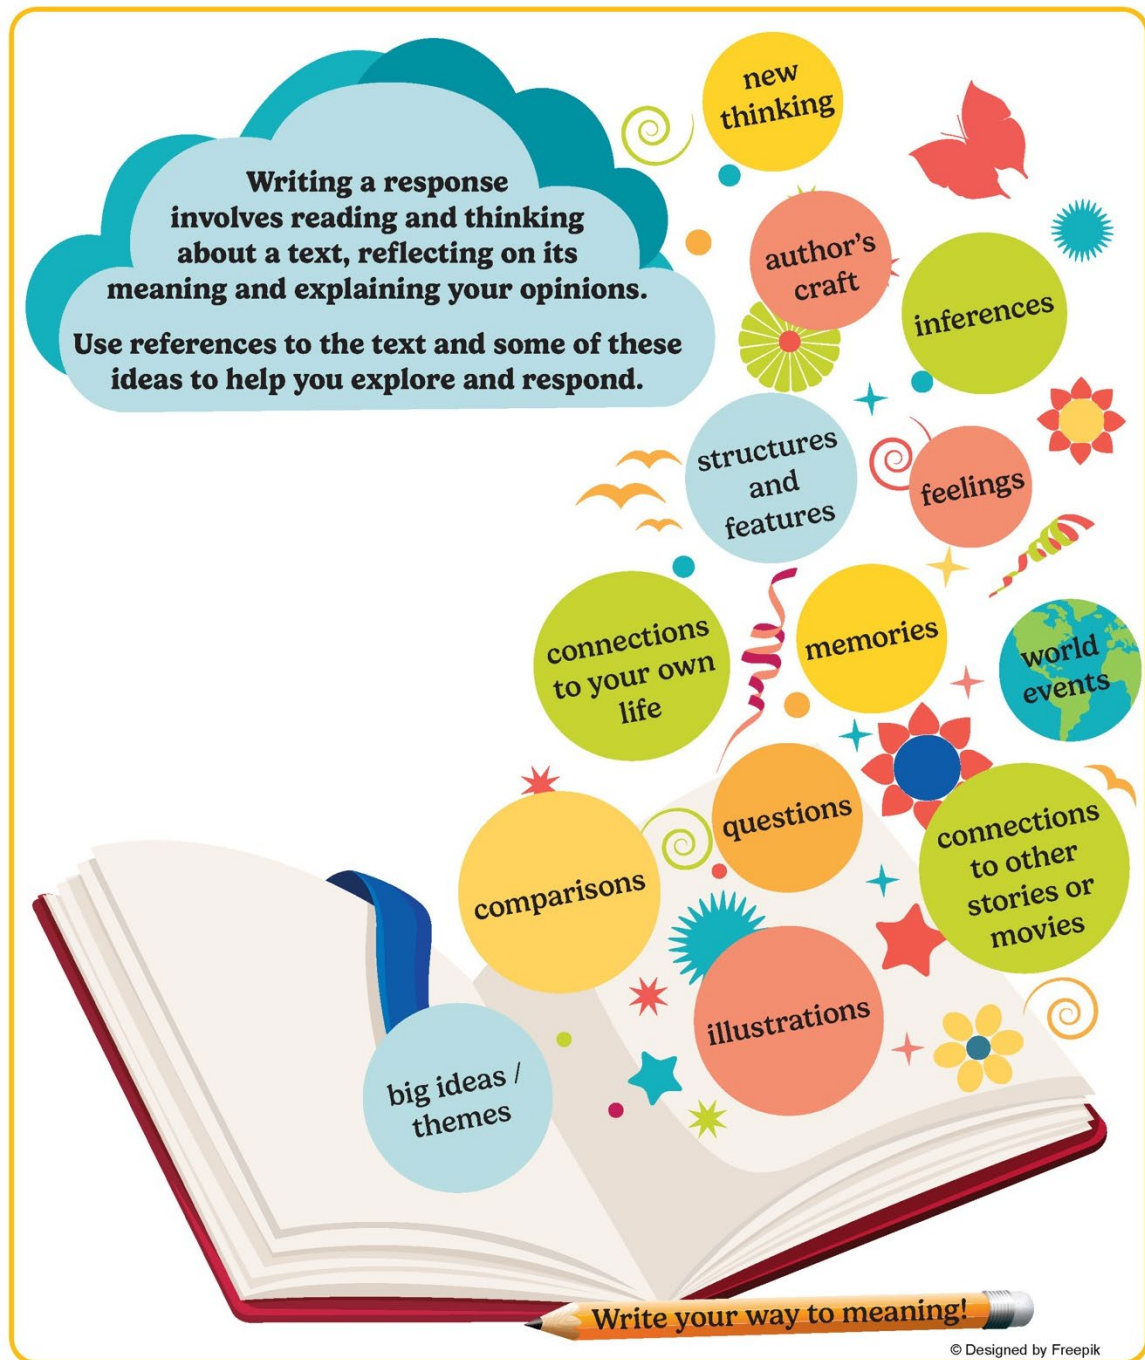 Writing a response
involves reading and thinking
about a text, reflecting on its
meaning and explaining your opinions.
Use references to the text and some of these
ideas to help you explore and respond.
new
thinking
author's
craft
inferences
structures
and
features
feelings
connections
to your own
life
memories
world
events
comparisons
questions
connections
to other
stories or
movies
illustrations
big ideas /
themes
Write your way to meaning!
© Designed by Freepik